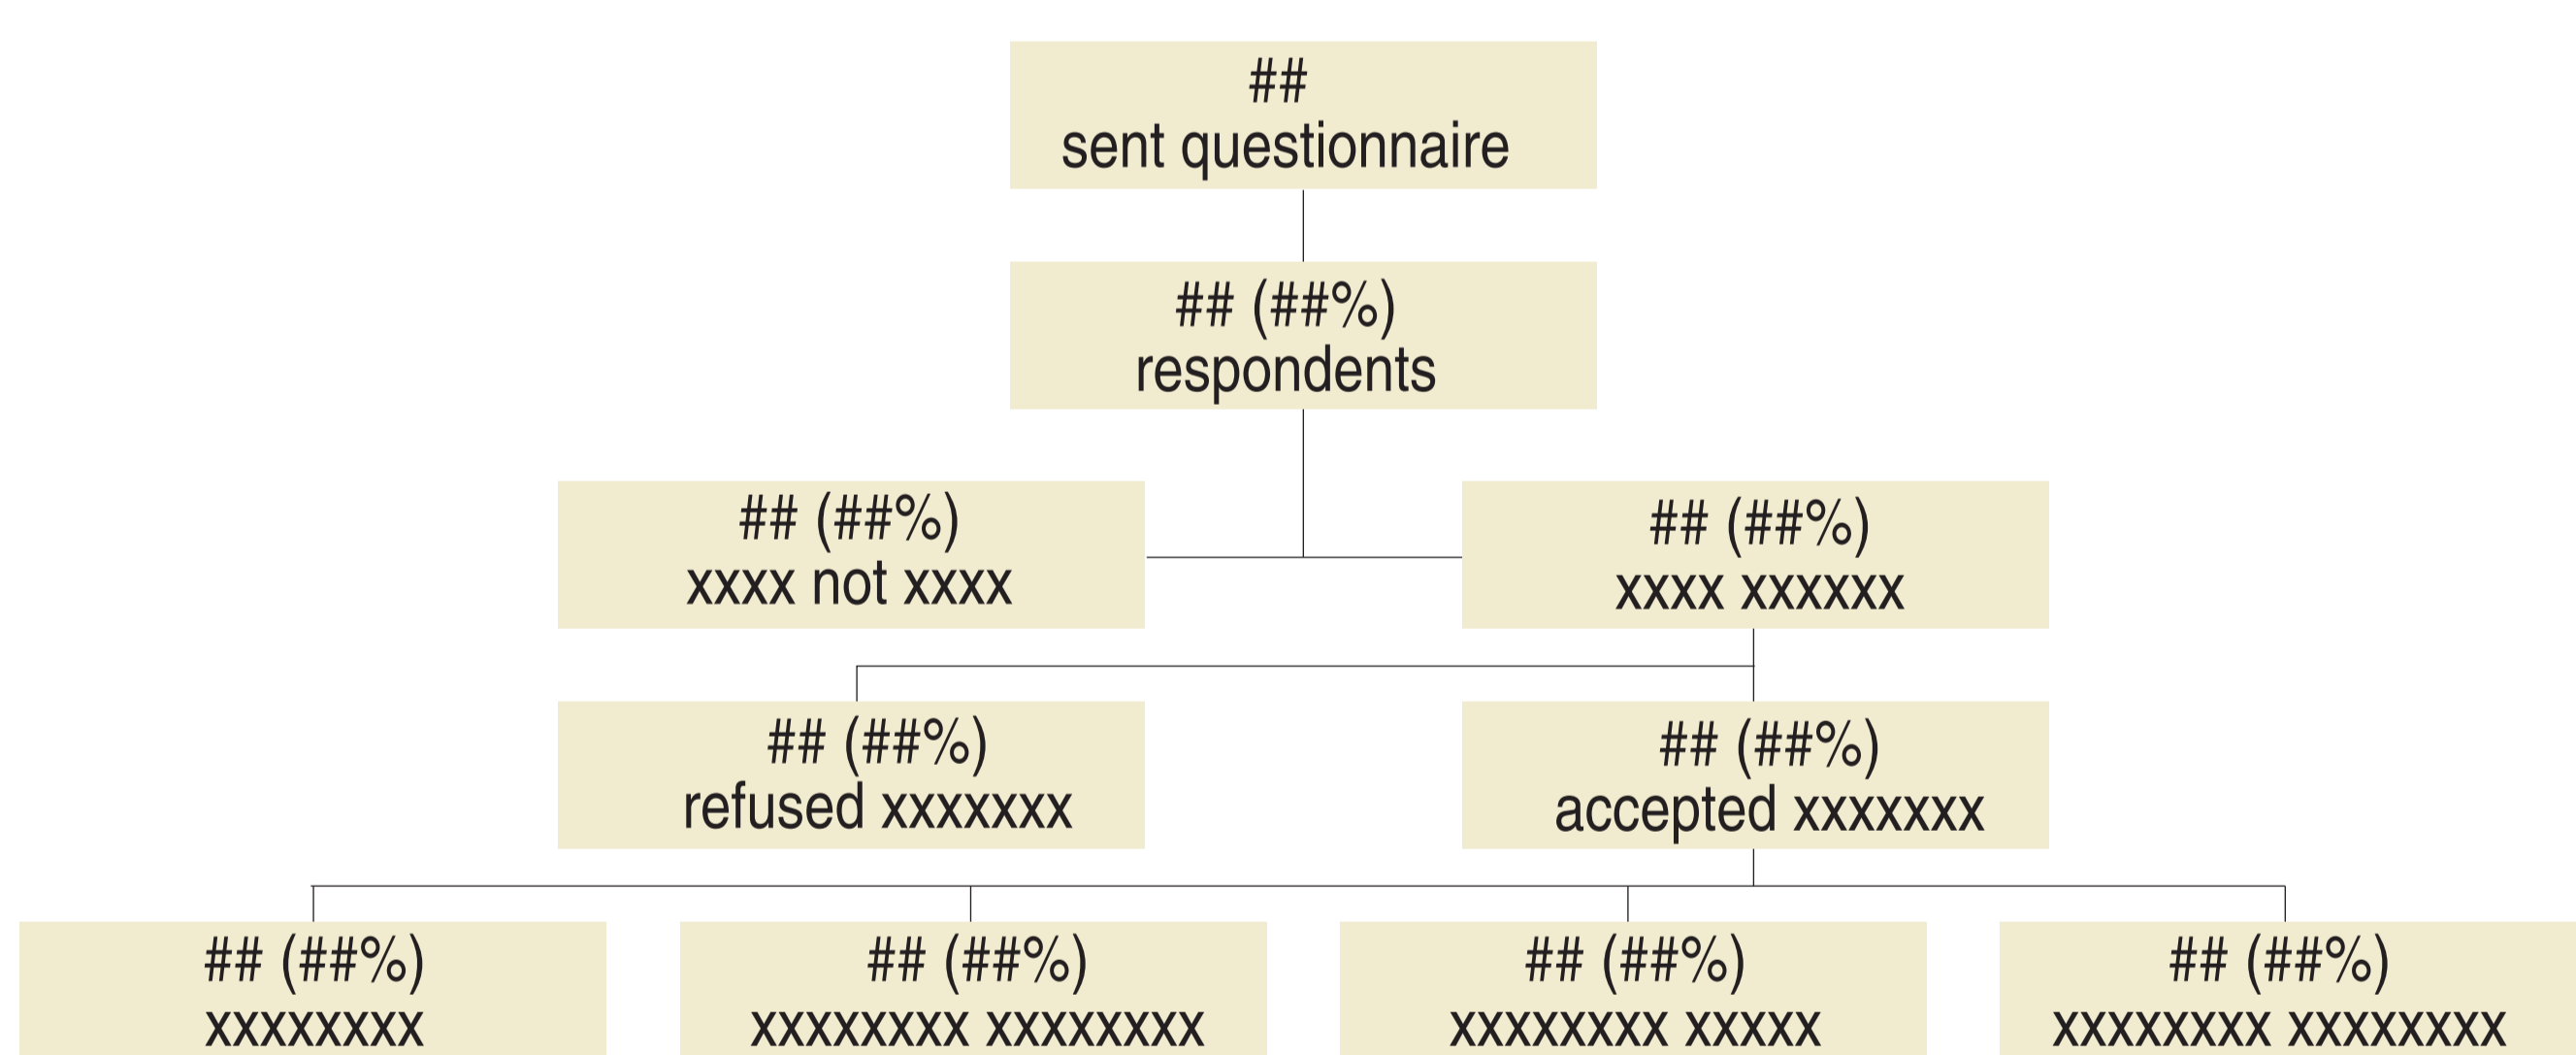 ##
sent questionnaire
## (##%)
respondents
## (##%)
xxxx not xxxx
## (##%)
xxxx xxxxxx
## (##%)
refused xxxxxxx
## (##%)
accepted xxxxxxx
## (##%)
xxxxxxxx
## (##%)
xxxxxxxx xxxxxxxx
## (##%)
xxxxxxxx xxxxx
## (##%)
xxxxxxxx xxxxxxxx